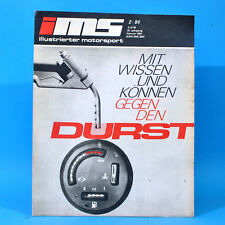 ims
illustrierter motorsport
2·84
MIT
WISSEN
UND
KÖNNEN
GEGEN
DEN
DURST